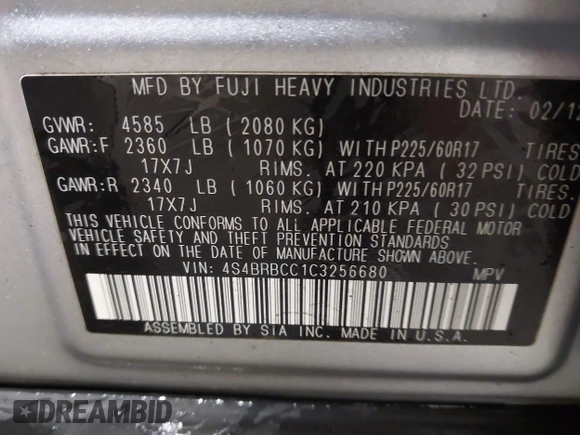 MFD BY FUJI HEAVY INDUSTRIES LTD.
DATE: 02/1
GVWR: 4585 LB ( 2080 KG)
GAWR:F 2360 LB ( 1070 KG) WITH P225/60R17 TIRES
17X7J RIMS. AT 220 KPA ( 32 PSI) COLD
GAWR:R 2340 LB ( 1060 KG) WITH P225/60R17 TIRES.
17X7J RIMS. AT 210 KPA ( 30 PSI) COLD
THIS VEHICLE CONFORMS TO ALL APPLICABLE FEDERAL MOTOR
VEHICLE SAFETY AND THEFT PREVENTION STANDARDS
IN EFFECT ON THE DATE OF MANUFACTURE SHOWN ABOVE.
VIN: 4S4BRBCC1C3256680 MPV
ASSEMBLED BY SIA INC. MADE IN U.S.A.
DREAMBID